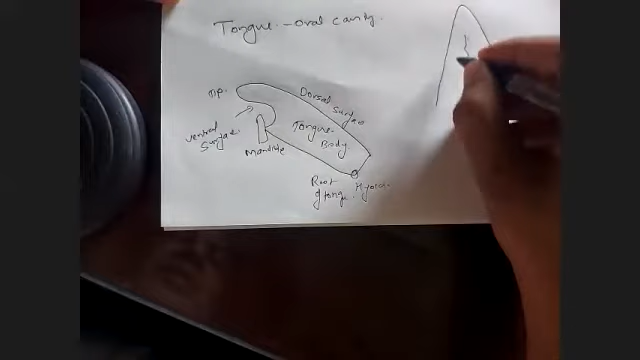 Tongue - Oral cavity.
Tip.
Dorsal
Surface
Ventral
Surface
Tongue
Body
Mandible
Root
of tongue.
Hyoid.